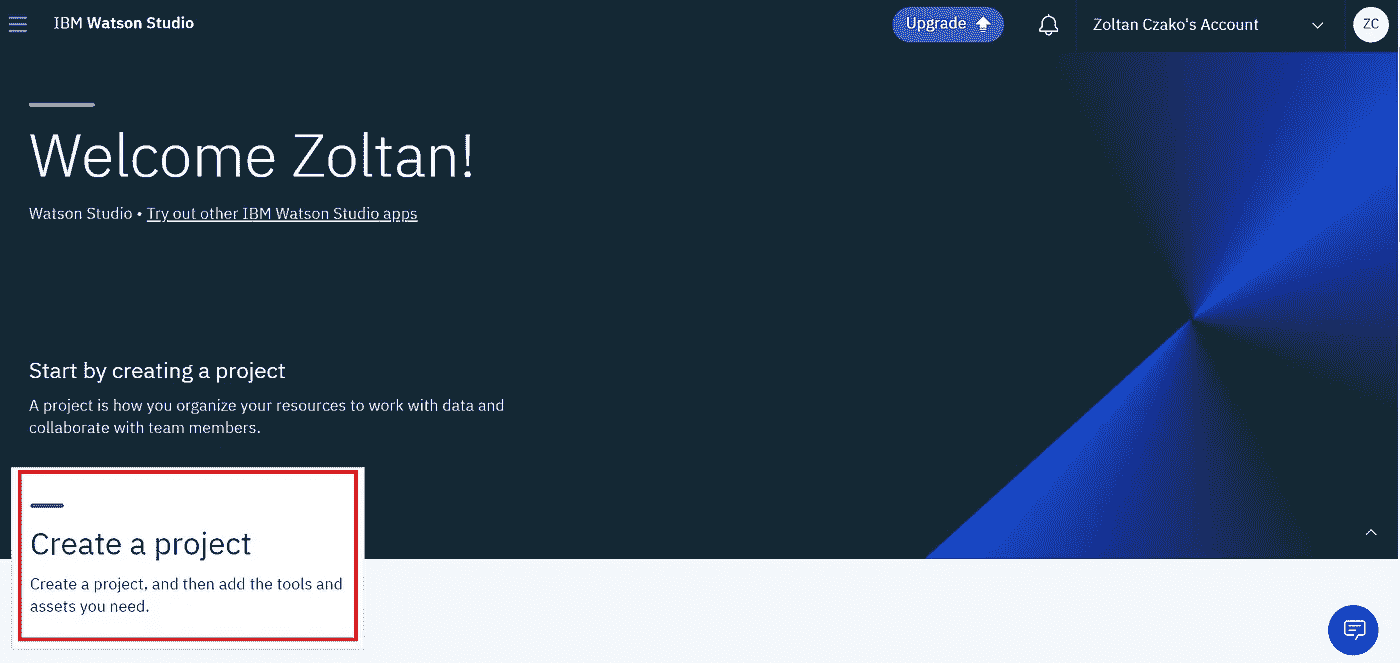 IBM Watson Studio
Upgrade
Zoltan Czako's Account
ZC
Welcome Zoltan!
Watson Studio • Try out other IBM Watson Studio apps
Start by creating a project
A project is how you organize your resources to work with data and
collaborate with team members.
Create a project
Create a project, and then add the tools and
assets you need.